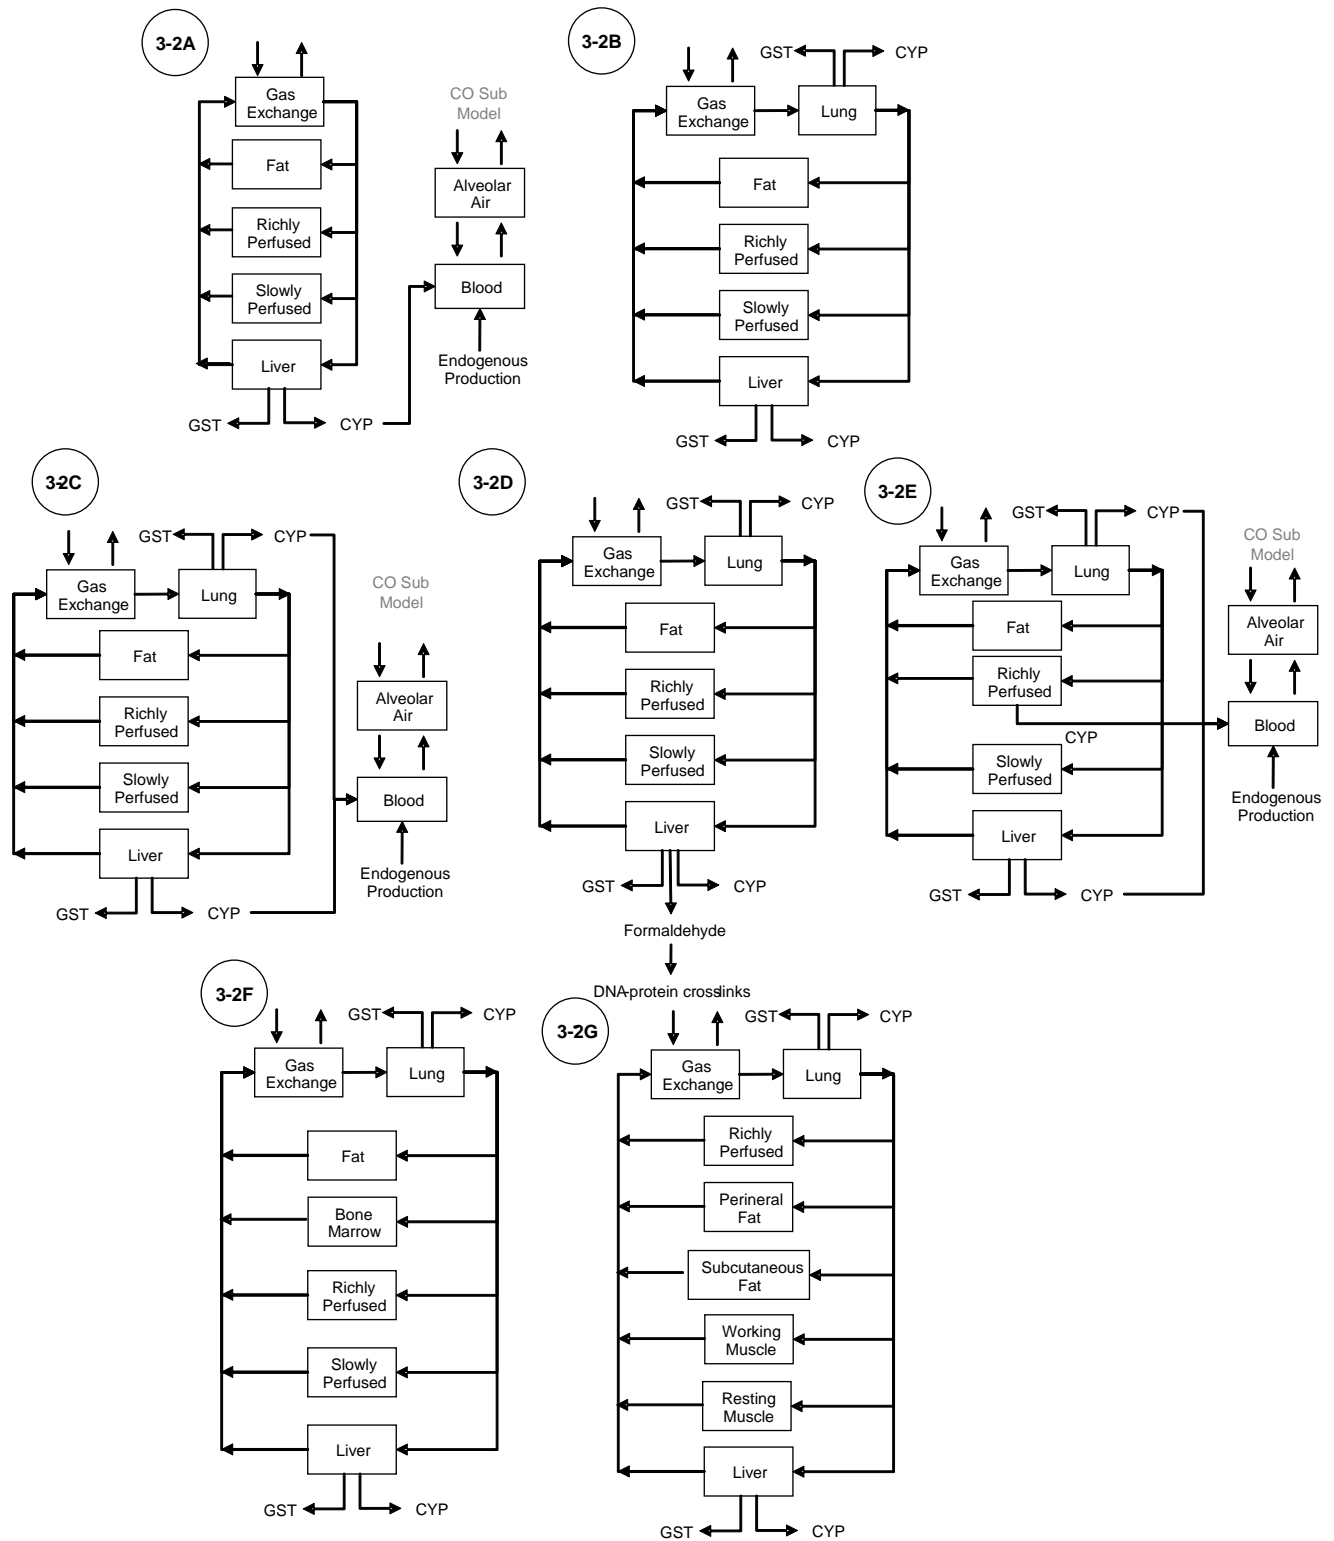 3-2A
Gas
Exchange
Fat
Richly
Perfused
Slowly
Perfused
Liver
GST
CYP
CO Sub
Model
Alveolar
Air
Blood
Endogenous
Production
3-2B
GST
CYP
Gas
Exchange
Lung
Fat
Richly
Perfused
Slowly
Perfused
Liver
GST
CYP
3-2C
GST
CYP
Gas
Exchange
Lung
Fat
Richly
Perfused
Slowly
Perfused
Liver
GST
CYP
CO Sub
Model
Alveolar
Air
Blood
Endogenous
Production
3-2D
GST
CYP
Gas
Exchange
Lung
Fat
Richly
Perfused
Slowly
Perfused
Liver
GST
CYP
Formaldehyde
DNA-protein crosslinks
3-2E
GST
CYP
Gas
Exchange
Lung
Fat
Richly
Perfused
CYP
Slowly
Perfused
Liver
GST
CYP
CO Sub
Model
Alveolar
Air
Blood
Endogenous
Production
3-2F
GST
CYP
Gas
Exchange
Lung
Fat
Bone
Marrow
Richly
Perfused
Slowly
Perfused
Liver
GST
CYP
3-2G
GST
CYP
Gas
Exchange
Lung
Richly
Perfused
Perineral
Fat
Subcutaneous
Fat
Working
Muscle
Resting
Muscle
Liver
GST
CYP